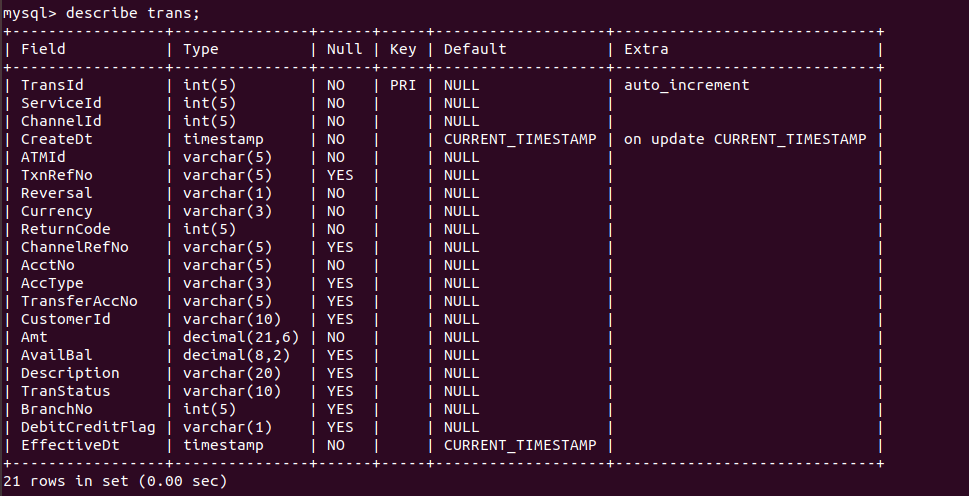 mysql> describe trans;
+-----------------+---------------+------+-----+-------------------+-----------------------------+
| Field           | Type          | Null | Key | Default           | Extra                       |
+-----------------+---------------+------+-----+-------------------+-----------------------------+
| TransId         | int(5)        | NO   | PRI | NULL              | auto_increment              |
| ServiceId       | int(5)        | NO   |     | NULL              |                             |
| ChannelId       | int(5)        | NO   |     | NULL              |                             |
| CreateDt        | timestamp     | NO   |     | CURRENT_TIMESTAMP | on update CURRENT_TIMESTAMP |
| ATMId           | varchar(5)    | NO   |     | NULL              |                             |
| TxnRefNo        | varchar(5)    | YES  |     | NULL              |                             |
| Reversal        | varchar(1)    | NO   |     | NULL              |                             |
| Currency        | varchar(3)    | NO   |     | NULL              |                             |
| ReturnCode      | int(5)        | NO   |     | NULL              |                             |
| ChannelRefNo    | varchar(5)    | YES  |     | NULL              |                             |
| AcctNo          | varchar(5)    | NO   |     | NULL              |                             |
| AccType         | varchar(3)    | YES  |     | NULL              |                             |
| TransferAccNo   | varchar(5)    | YES  |     | NULL              |                             |
| CustomerId      | varchar(10)   | YES  |     | NULL              |                             |
| Amt             | decimal(21,6) | NO   |     | NULL              |                             |
| AvailBal        | decimal(8,2)  | YES  |     | NULL              |                             |
| Description     | varchar(20)   | YES  |     | NULL              |                             |
| TranStatus      | varchar(10)   | YES  |     | NULL              |                             |
| BranchNo        | int(5)        | YES  |     | NULL              |                             |
| DebitCreditFlag | varchar(1)    | YES  |     | NULL              |                             |
| EffectiveDt     | timestamp     | NO   |     | CURRENT_TIMESTAMP |                             |
+-----------------+---------------+------+-----+-------------------+-----------------------------+
21 rows in set (0.00 sec)